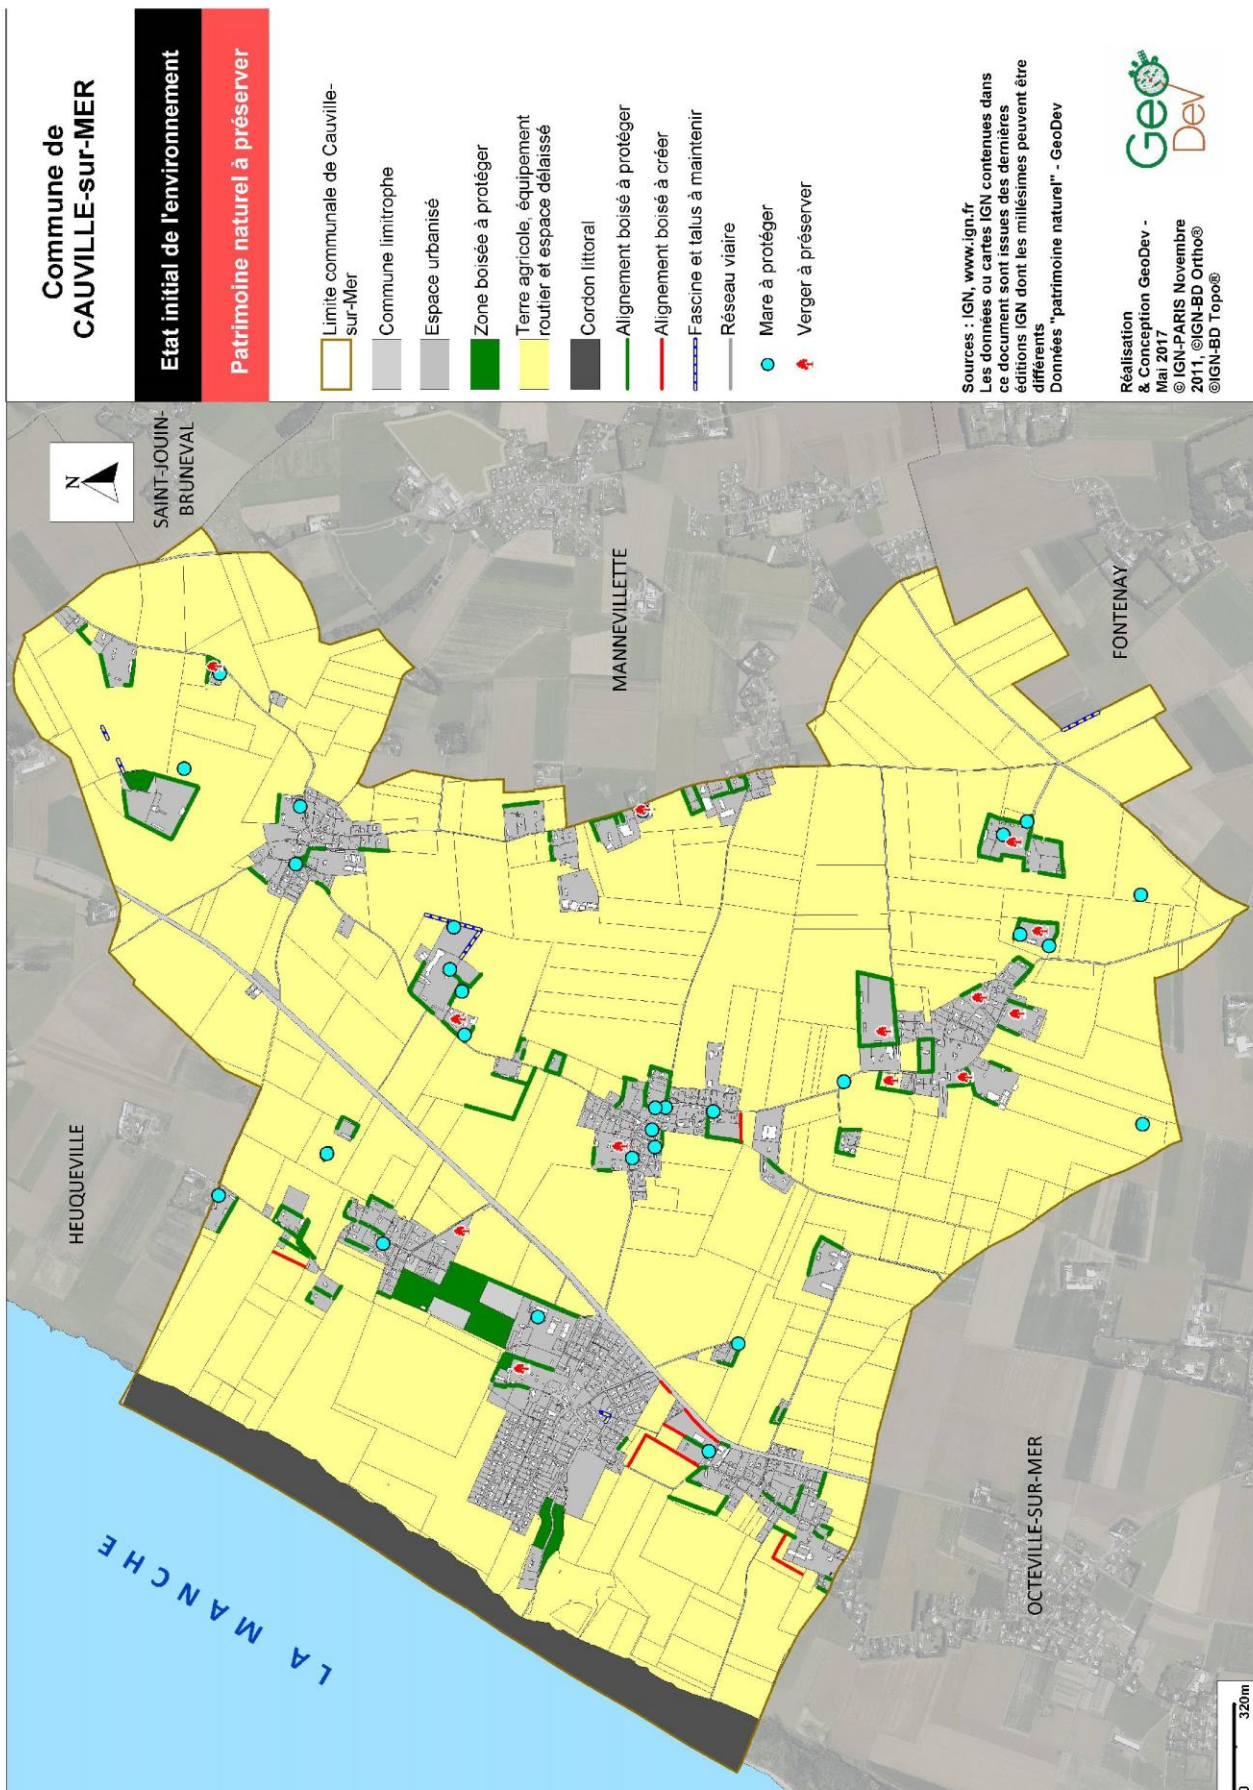 Commune de
CAUVILLE-sur-MER
Etat initial de l'environnement
Patrimoine naturel à préserver
Limite communale de Cauville-
sur-Mer
Commune limitrophe
Espace urbanisé
Zone boisée à protéger
Terre agricole, équipement
routier et espace délaissé
Cordon littoral
Alignement boisé à protéger
Alignement boisé à créer
Fascine et talus à maintenir
Réseau viaire
Mare à protéger
Verger à préserver
Sources : IGN, www.ign.fr
Les données ou cartes IGN contenues dans
ce document sont issues des dernières
éditions IGN dont les millésimes peuvent être
différents
Données "patrimoine naturel" - GeoDev
Réalisation
& Conception GeoDev -
Mai 2017
© IGN-PARIS Novembre
2011, ©IGN-BD Ortho®
©IGN-BD Topo®
Geo
Dev
N
SAINT-JOUIN-
BRUNEVAL
HEUQUEVILLE
MANNEVILLETTE
FONTENAY
LA MANCHE
OCTEVILLE-SUR-MER
0 320m